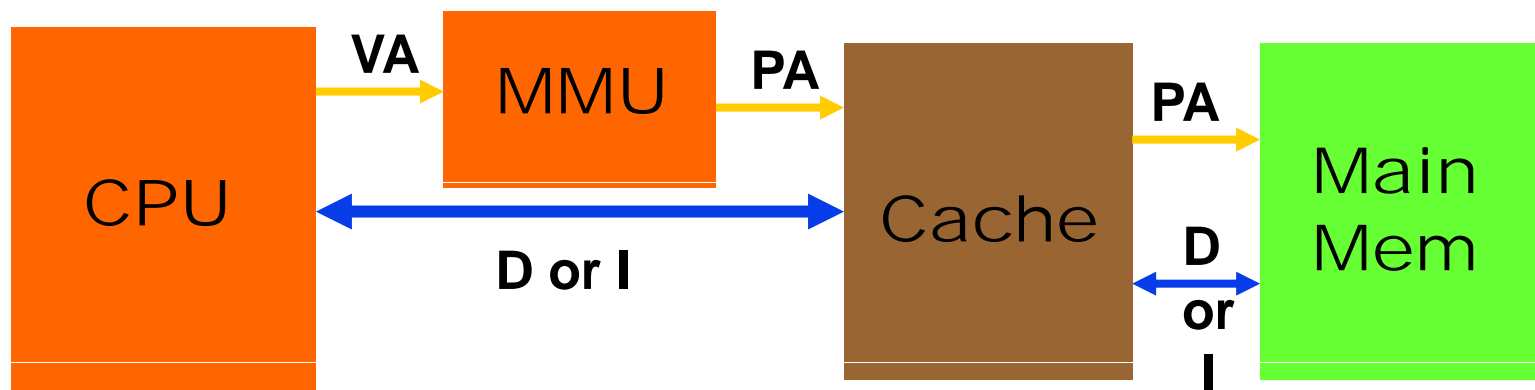 CPU
VA
MMU
PA
D or I
Cache
PA
D
or
I
Main
Mem